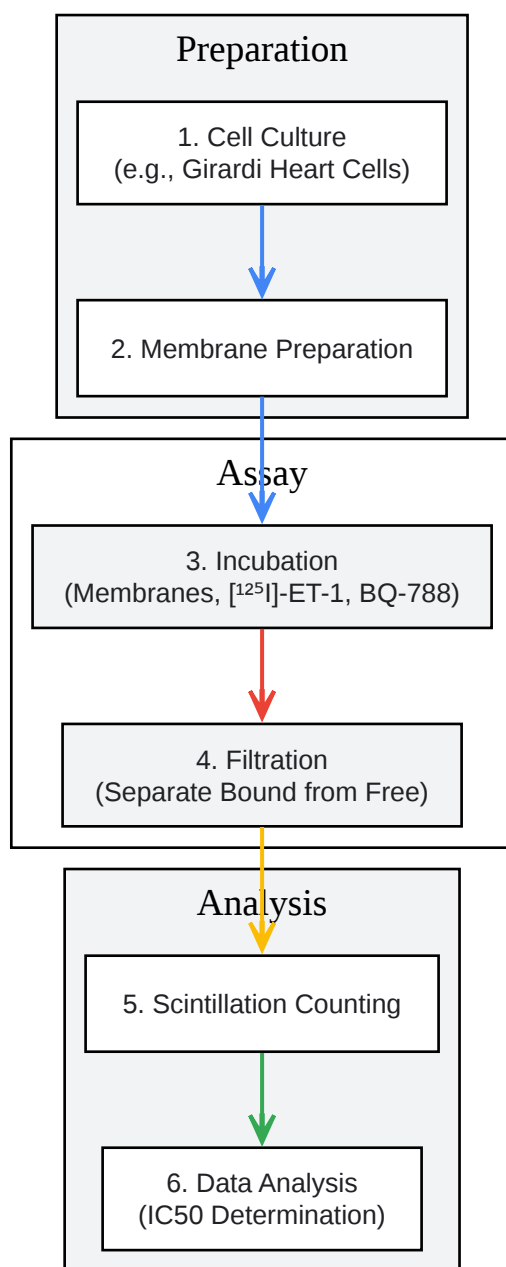 Preparation
1. Cell Culture
(e.g., Girardi Heart Cells)
2. Membrane Preparation
Assay
3. Incubation
(Membranes, [¹²⁵I]-ET-1, BQ-788)
4. Filtration
(Separate Bound from Free)
Analysis
5. Scintillation Counting
6. Data Analysis
(IC50 Determination)